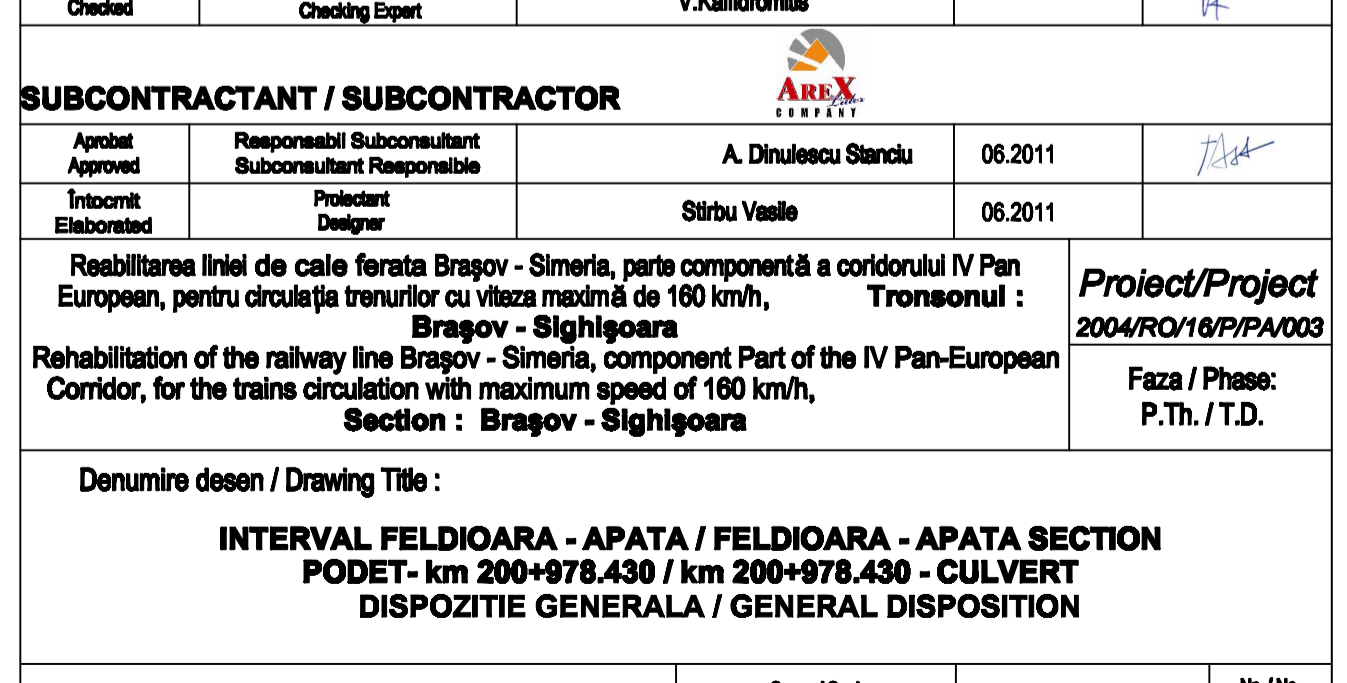 Checked Checking Expert
SUBCONTRACTANT / SUBCONTRACTOR
AREX
Lider
COMPANY
Aprobat
Approved
Responsabil Subconsultant
Subconsultant Responsible
A. Dinulescu Stanciu
06.2011
Întocmit
Elaborated
Proiectant
Designer
Stirbu Vasile
06.2011
Reabilitarea liniei de cale ferata Braşov - Simeria, parte componentă a coridorului IV Pan
European, pentru circulaţia trenurilor cu viteza maximă de 160 km/h, Tronsonul :
Braşov - Sighişoara
Rehabilitation of the railway line Braşov - Simeria, component Part of the IV Pan-European
Corridor, for the trains circulation with maximum speed of 160 km/h,
Section : Braşov - Sighişoara
Proiect/Project
2004/RO/16/P/PA/003
Faza / Phase:
P.Th. / T.D.
Denumire desen / Drawing Title :
INTERVAL FELDIOARA - APATA / FELDIOARA - APATA SECTION
PODET- km 200+978.430 / km 200+978.430 - CULVERT
DISPOZITIE GENERALA / GENERAL DISPOSITION